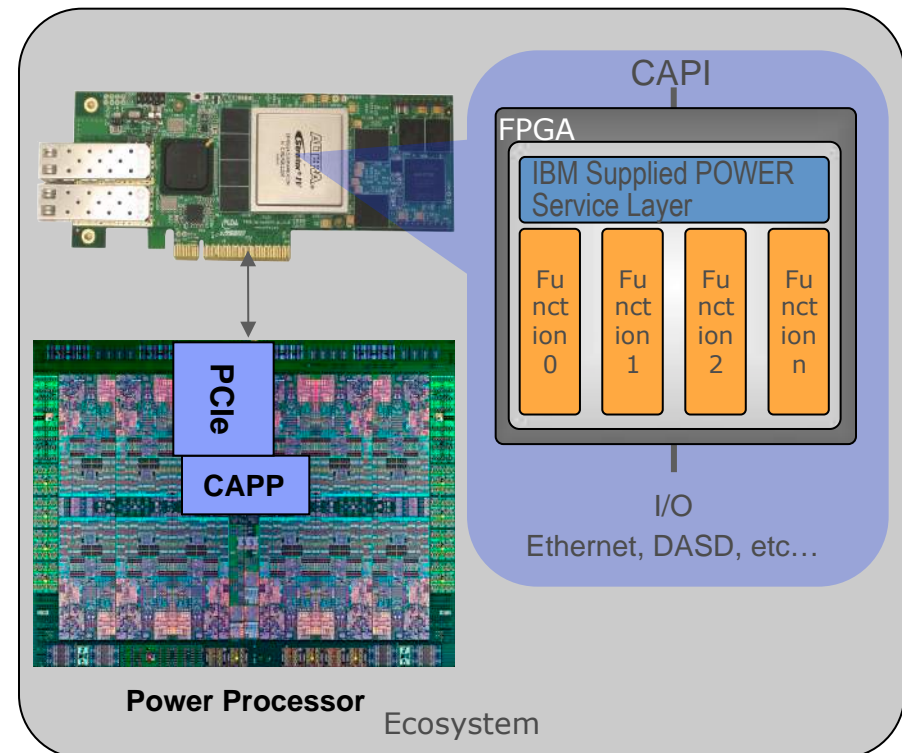 CAPI
FPGA
IBM Supplied POWER
Service Layer
Fu
nct
ion
0
Fu
nct
ion
1
Fu
nct
ion
2
Fu
nct
ion
n
I/O
Ethernet, DASD, etc…
PCIe
CAPP
Power Processor
Ecosystem